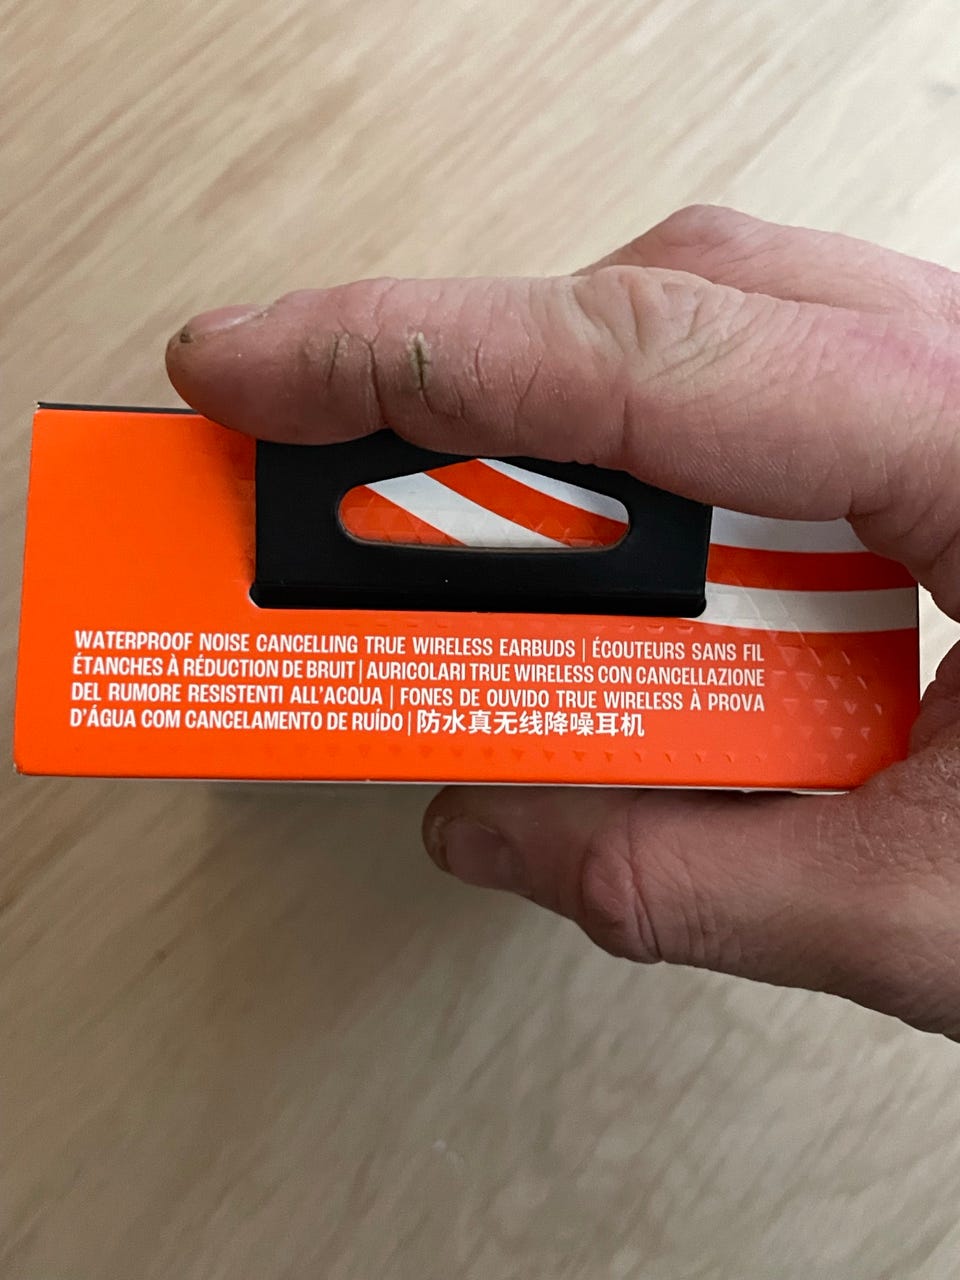 WATERPROOF NOISE CANCELLING TRUE WIRELESS EARBUDS | ÉCOUTEURS SANS FIL
ÉTANCHES À RÉDUCTION DE BRUIT | AURICOLARI TRUE WIRELESS CON CANCELLAZIONE
DEL RUMORE RESISTENTI ALL'ACQUA | FONES DE OUVIDO TRUE WIRELESS À PROVA
D'ÁGUA COM CANCELAMENTO DE RUÍDO | 防水真无线降噪耳机